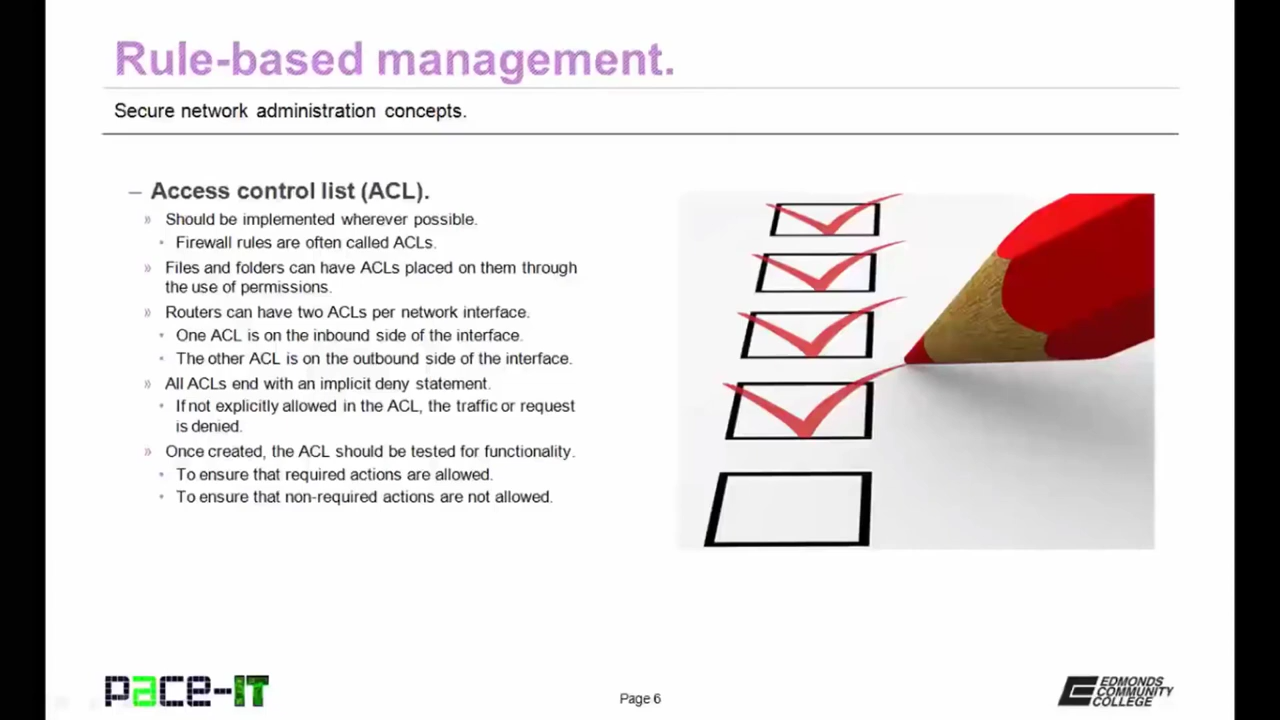 Rule-based management.
Secure network administration concepts.
– Access control list (ACL).
» Should be implemented wherever possible.
• Firewall rules are often called ACLs.
» Files and folders can have ACLs placed on them through
the use of permissions.
» Routers can have two ACLs per network interface.
• One ACL is on the inbound side of the interface.
• The other ACL is on the outbound side of the interface.
» All ACLs end with an implicit deny statement.
• If not explicitly allowed in the ACL, the traffic or request
is denied.
» Once created, the ACL should be tested for functionality.
• To ensure that required actions are allowed.
• To ensure that non-required actions are not allowed.
pace-IT
Page 6
EDMONDS
COMMUNITY
COLLEGE